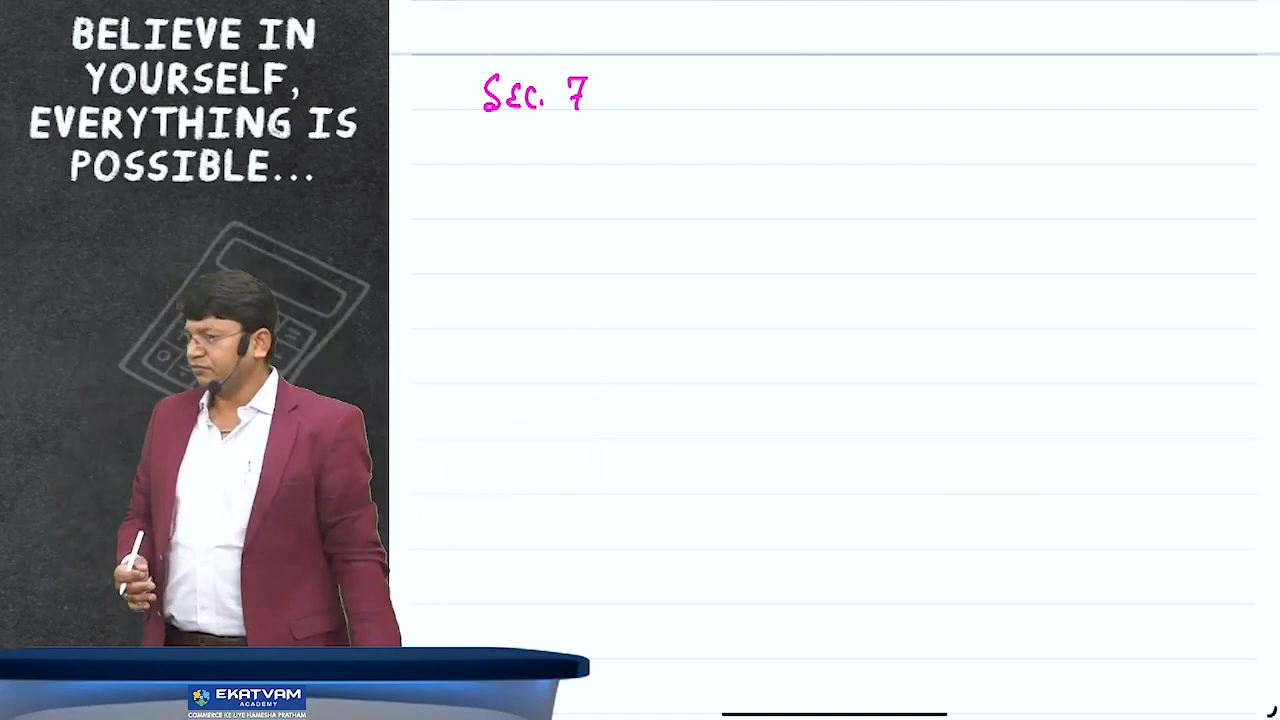 BELIEVE IN
YOURSELF,
EVERYTHING IS
POSSIBLE...
Sec. 7
EKATVAM
ACADEMY
COMMERCE KE LIYE HAMESHA PRATHAM